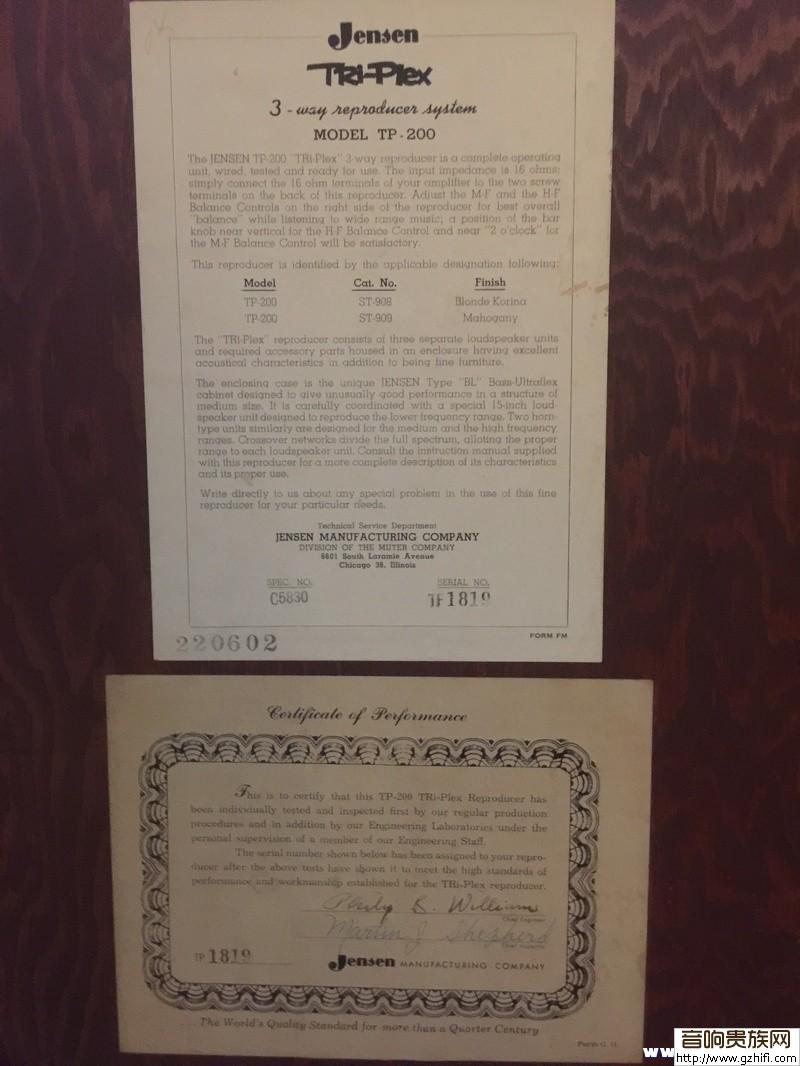 Jensen
TRi-Plex
3-way reproducer system
MODEL TP-200
The JENSEN TP-200 "TRi-Plex" 3-way reproducer is a complete operating
unit, wired, tested and ready for use. The input impedance is 16 ohms;
simply connect the 16 ohm terminals of your amplifier to the two screw
terminals on the back of this reproducer. Adjust the M-F and the H-F
Balance Controls on the right side of the reproducer for best overall
"balance" while listening to wide range music; a position of the bar
knob near vertical for the H-F Balance Control and near "2 o'clock" for
the M-F Balance Control will be satisfactory.
This reproducer is identified by the applicable designation following:
Model Cat. No. Finish
TP-200 ST-908 Blonde Korina
TP-200 ST-909 Mahogany
The "TRi-Plex" reproducer consists of three separate loudspeaker units
and required accessory parts housed in an enclosure having excellent
acoustical characteristics in addition to being fine furniture.
The enclosing case is the unique JENSEN Type "BL" Bass-Ultraflex
cabinet designed to give unusually good performance in a structure of
medium size. It is carefully coordinated with a special 15-inch loud-
speaker unit designed to reproduce the lower frequency range. Two horn-
type units similarly are designed for the medium and the high frequency
ranges. Crossover networks divide the full spectrum, alloting the proper
range to each loudspeaker unit. Consult the instruction manual supplied
with this reproducer for a more complete description of its characteristics
and its proper use.
Write directly to us about any special problem in the use of this fine
reproducer for your particular needs.
Technical Service Department
JENSEN MANUFACTURING COMPANY
DIVISION OF THE MUTER COMPANY
6601 South Laramie Avenue
Chicago 38, Illinois
SPEC. NO. SERIAL NO.
C5830 TP1819
220602 FORM FM
Certificate of Performance
This is to certify that this TP-200 TRi-Plex Reproducer has
been individually tested and inspected first by our regular production
procedures and in addition by our Engineering Laboratories under the
personal supervision of a member of our Engineering Staff.
The serial number shown below has been assigned to your repro-
ducer after the above tests have shown it to meet the high standards of
performance and workmanship established for the TRi-Plex reproducer.
Philip B. Williams
Chief Engineer
Martin J Shepherd
Chief Inspector
TP 1819
Jensen MANUFACTURING COMPANY
The World's Quality Standard for more than a Quarter Century
音响贵族网
http://www.gzhifi.com/